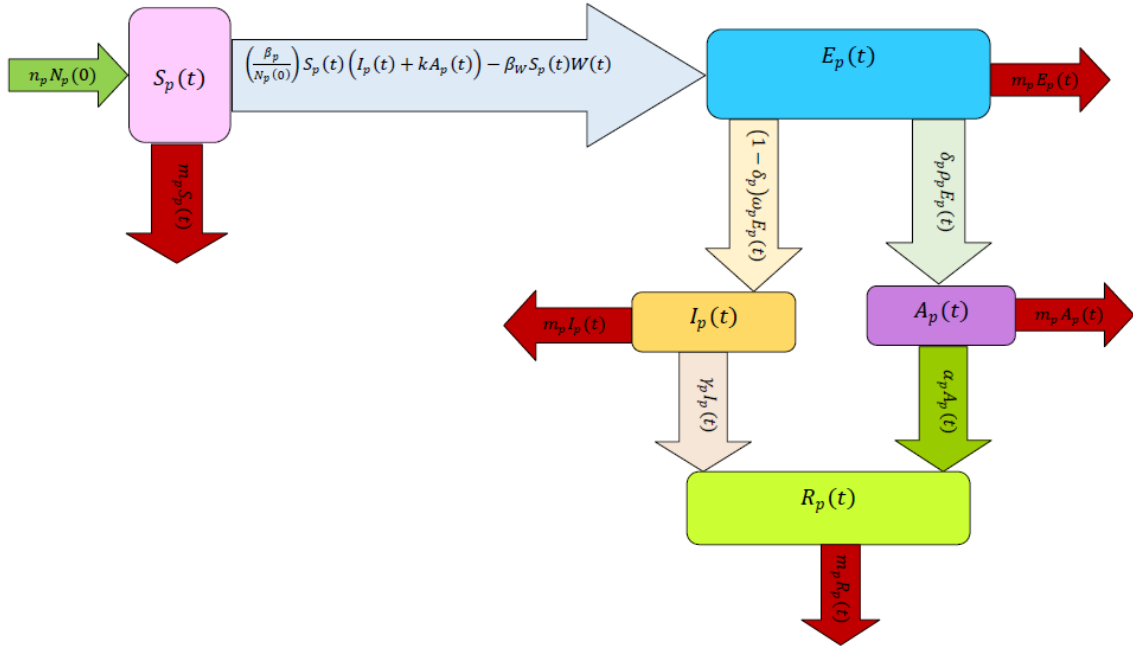 n_p N_p(0)
S_p(t)
(β_p/N_p(0)) S_p(t) (I_p(t) + kA_p(t)) − β_W S_p(t)W(t)
E_p(t)
m_p E_p(t)
m_p S_p(t)
(1 − δ_p)ω_p E_p(t)
δ_p ρ_p E_p(t)
m_p I_p(t)
I_p(t)
A_p(t)
m_p A_p(t)
γ_p I_p(t)
α_p A_p(t)
R_p(t)
m_p R_p(t)